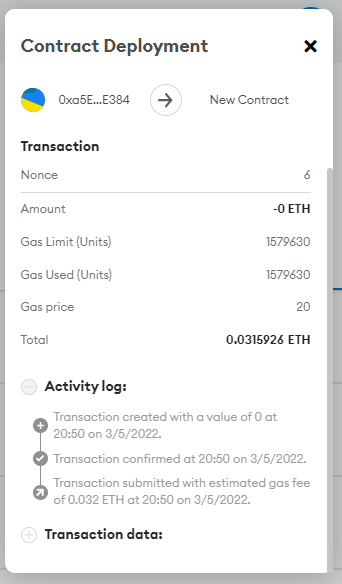 Contract Deployment
0xa5E...E384
New Contract
Transaction
Nonce 6
Amount -0 ETH
Gas Limit (Units) 1579630
Gas Used (Units) 1579630
Gas price 20
Total 0.0315926 ETH
Activity log:
Transaction created with a value of 0 at
20:50 on 3/5/2022.
Transaction confirmed at 20:50 on 3/5/2022.
Transaction submitted with estimated gas fee
of 0.032 ETH at 20:50 on 3/5/2022.
Transaction data: